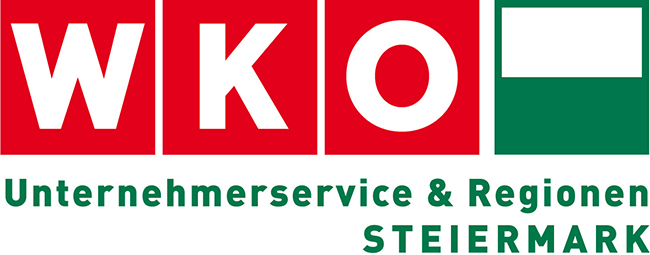 WKO
Unternehmerservice & Regionen
STEIERMARK